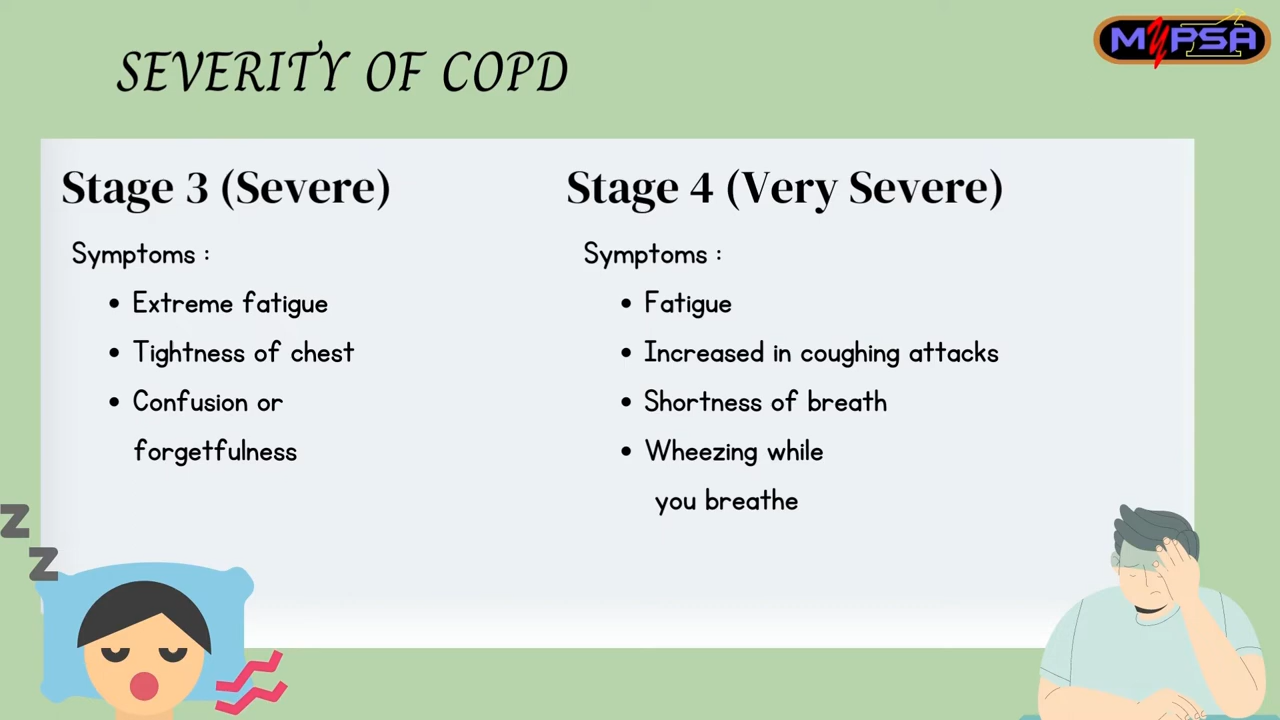 SEVERITY OF COPD
MyPSA
Stage 3 (Severe)
Symptoms :
• Extreme fatigue
• Tightness of chest
• Confusion or
forgetfulness
Stage 4 (Very Severe)
Symptoms :
• Fatigue
• Increased in coughing attacks
• Shortness of breath
• Wheezing while
you breathe
Z
Z